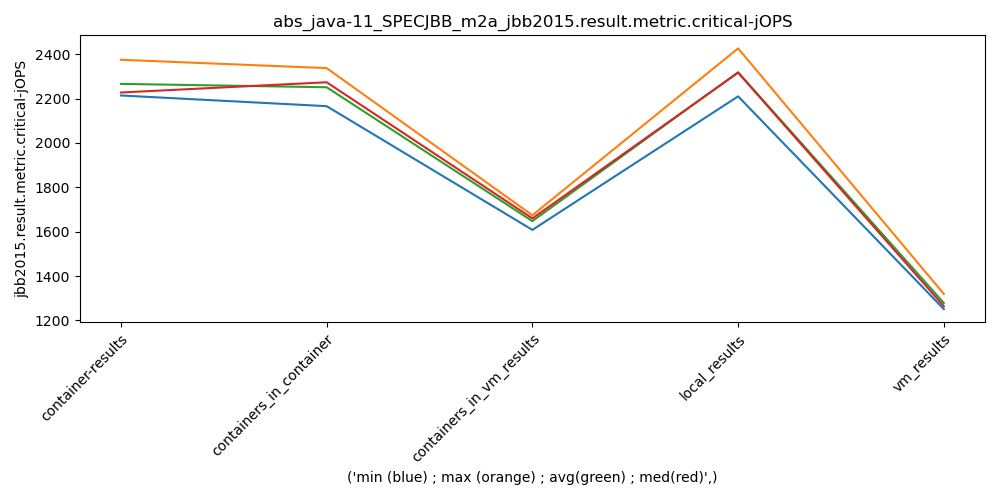 abs_java-11_SPECJBB_m2a_jbb2015.result.metric.critical-jOPS
jbb2015.result.metric.critical-jOPS
2400
2200
2000
1800
1600
1400
1200
container-results
containers_in_container
containers_in_vm_results
local_results
vm_results
('min (blue) ; max (orange) ; avg(green) ; med(red)',)